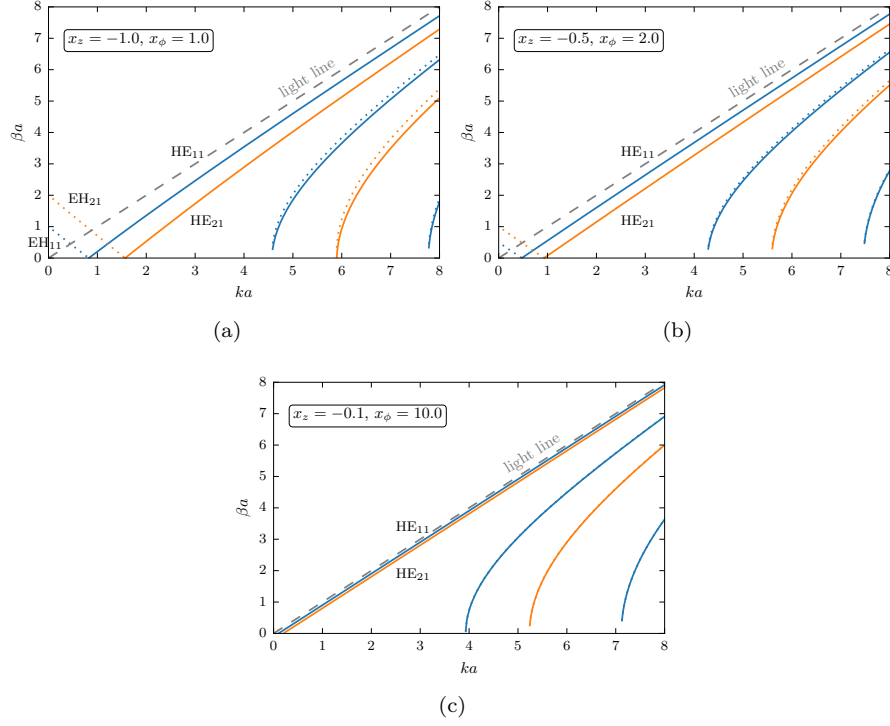 x_z = −1.0, x_ϕ = 1.0
light line
HE₁₁
HE₂₁
EH₂₁
EH₁₁
βa
0 1 2 3 4 5 6 7 8
0 1 2 3 4 5 6 7 8
ka
(a)
x_z = −0.5, x_ϕ = 2.0
light line
HE₁₁
HE₂₁
βa
0 1 2 3 4 5 6 7 8
0 1 2 3 4 5 6 7 8
ka
(b)
x_z = −0.1, x_ϕ = 10.0
light line
HE₁₁
HE₂₁
βa
0 1 2 3 4 5 6 7 8
0 1 2 3 4 5 6 7 8
ka
(c)